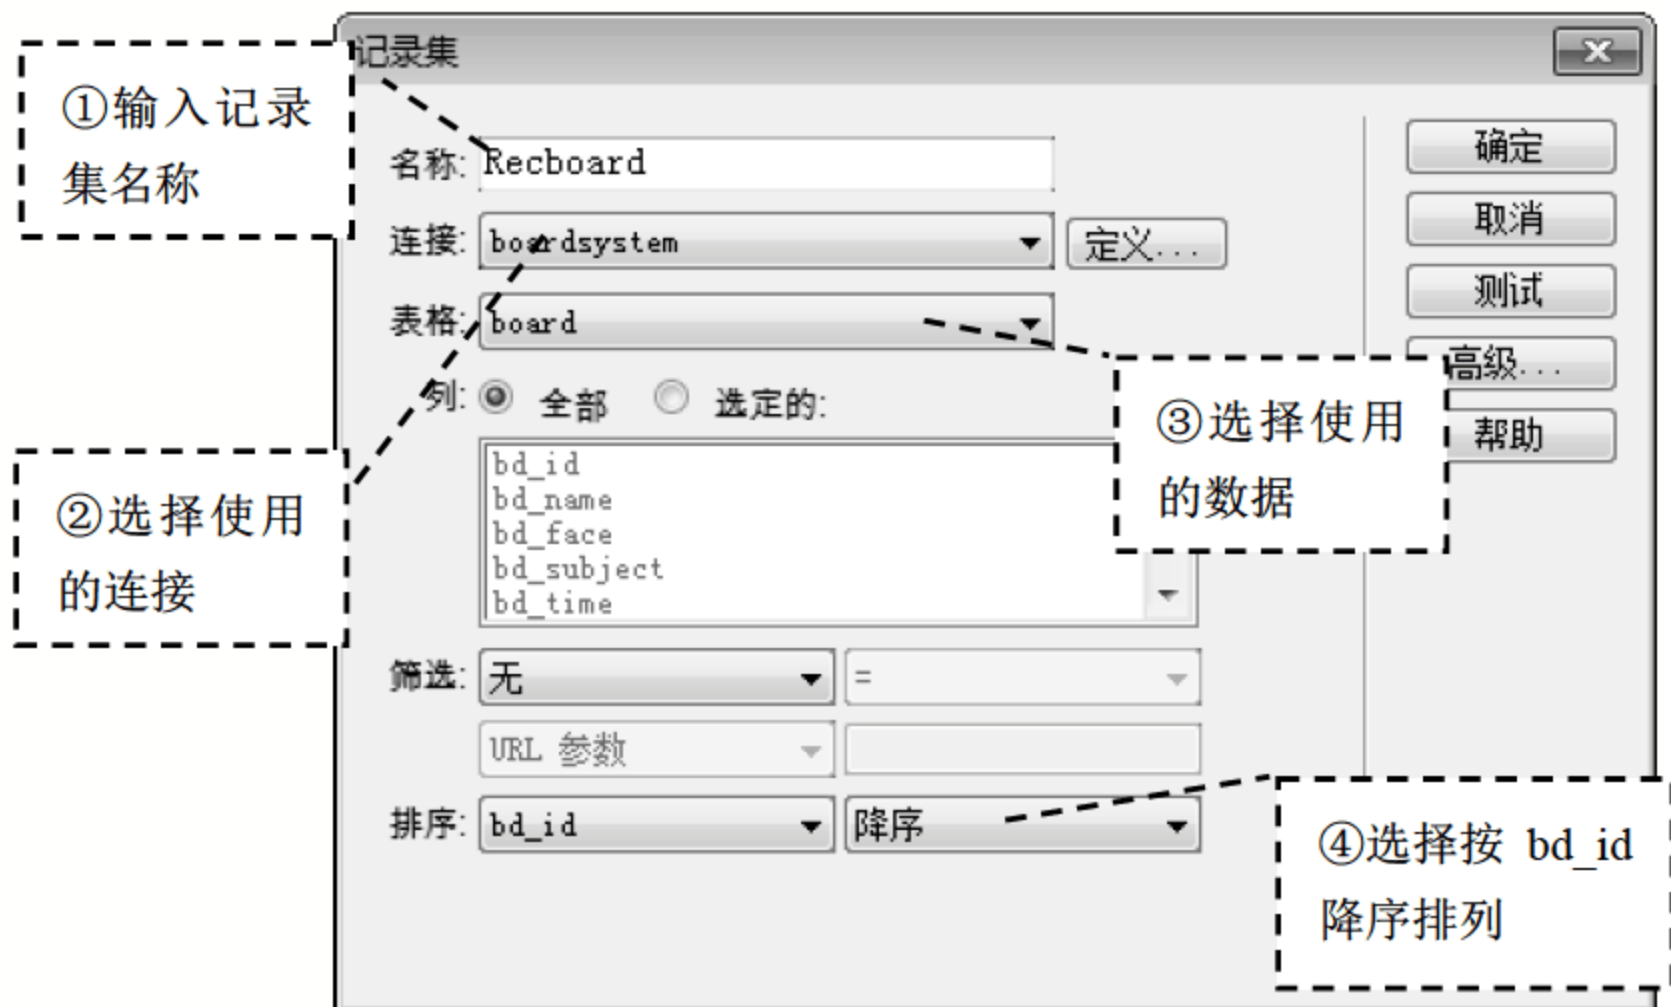 记录集
①输入记录
集名称
名称: Recboard
连接: boardsystem 定义...
表格: board
列: 全部 选定的:
bd_id
bd_name
bd_face
bd_subject
bd_time
筛选: 无 =
URL 参数
排序: bd_id 降序
确定
取消
测试
高级...
帮助
②选择使用
的连接
③选择使用
的数据
④选择按 bd_id
降序排列